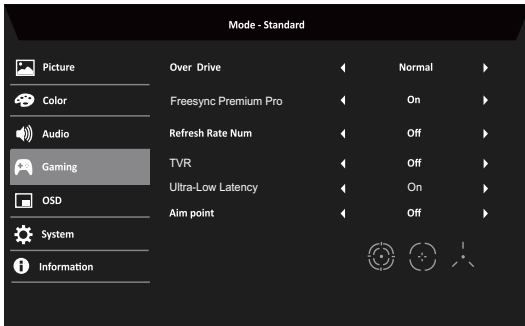 Mode - Standard
Picture
Over Drive Normal
Color
Freesync Premium Pro On
Audio
Refresh Rate Num Off
Gaming
TVR Off
Ultra-Low Latency On
OSD
Aim point Off
System
Information